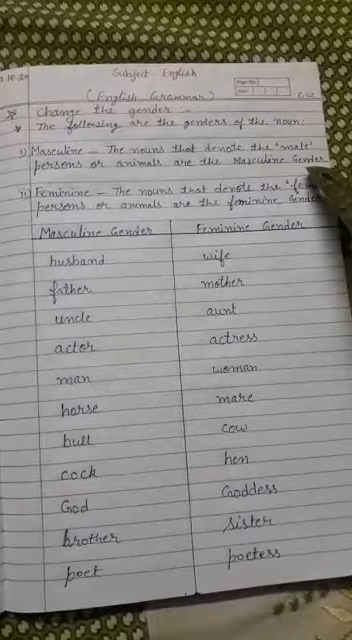 Subject - English
Page No.
Date
(English Grammar)
C.W
* Change the gender -
* The following are the genders of the noun:
i) Masculine - The nouns that denote the 'male'
persons or animals are the Masculine Gender
ii) Feminine - The nouns that denote the
persons or animals are the feminine Gender
Masculine Gender Feminine Gender
husband wife
father mother
uncle aunt
actor actress
man woman
horse mare
bull cow
cock hen
God Goddess
brother sister
poet poetess